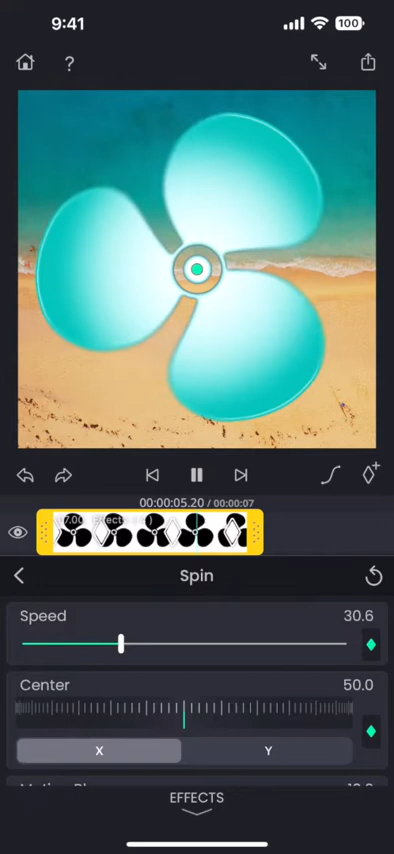 9:41
100
?
00:00:05.20 / 00:00:07
Spin
Speed
30.6
Center
50.0
X
Y
EFFECTS